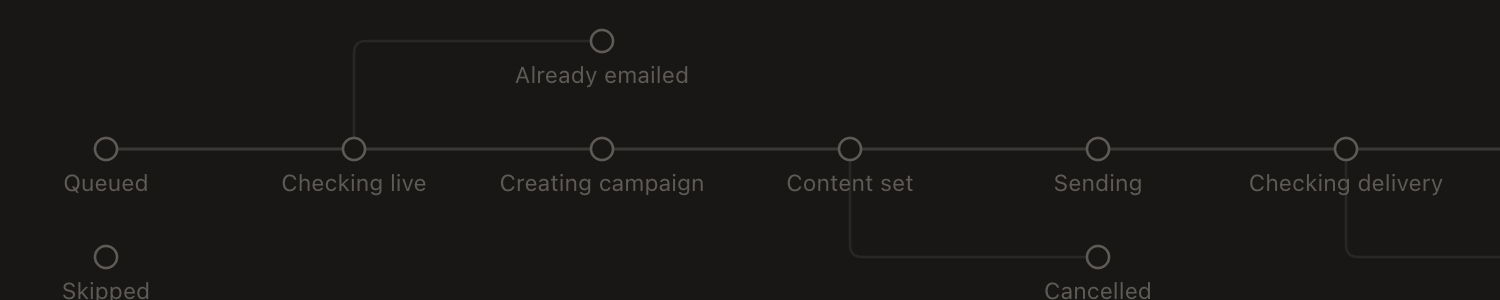 Already emailed
Queued
Checking live
Creating campaign
Content set
Sending
Checking delivery
Skipped
Cancelled